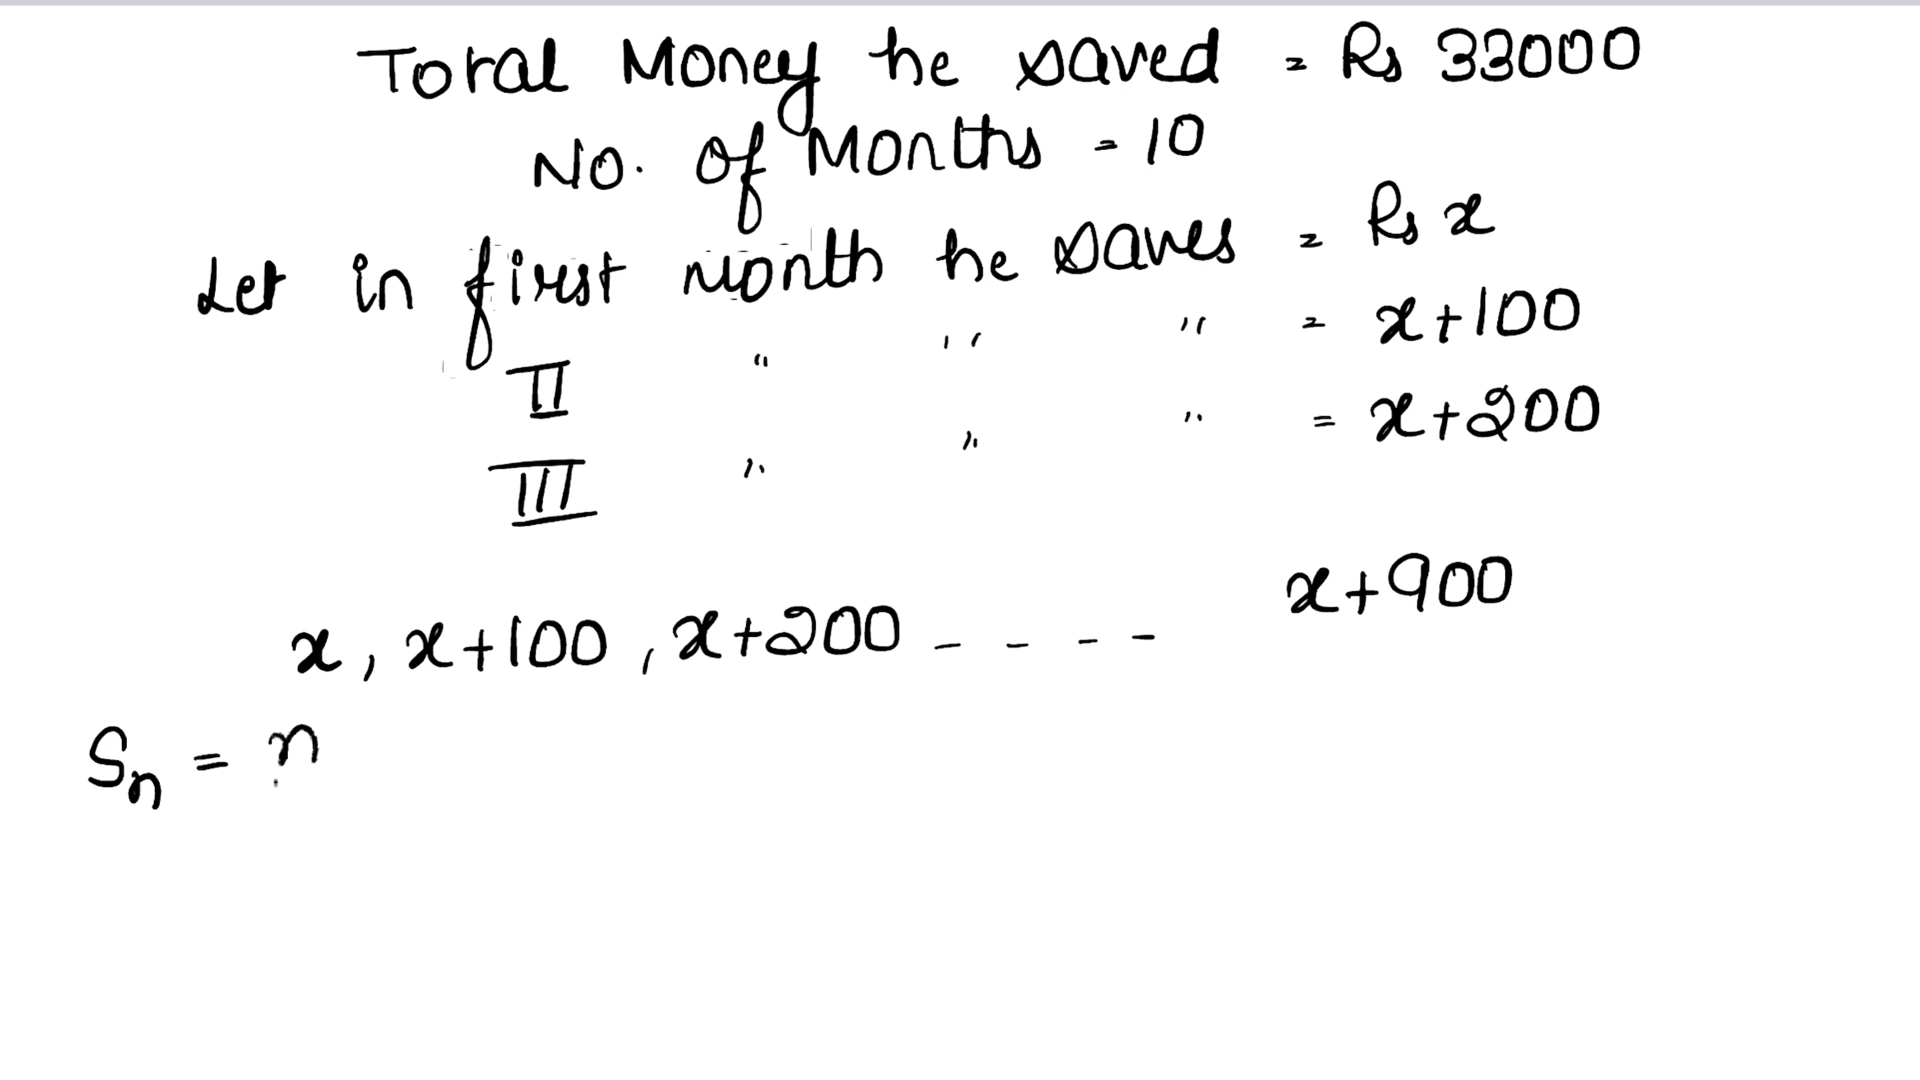 Total Money he saved = Rs 33000
No. of Months = 10
Let in first month he saves = Rs x
II " " " = x+100
III " " " = x+200
x, x+100, x+200 - - - - x+900
Sn = n